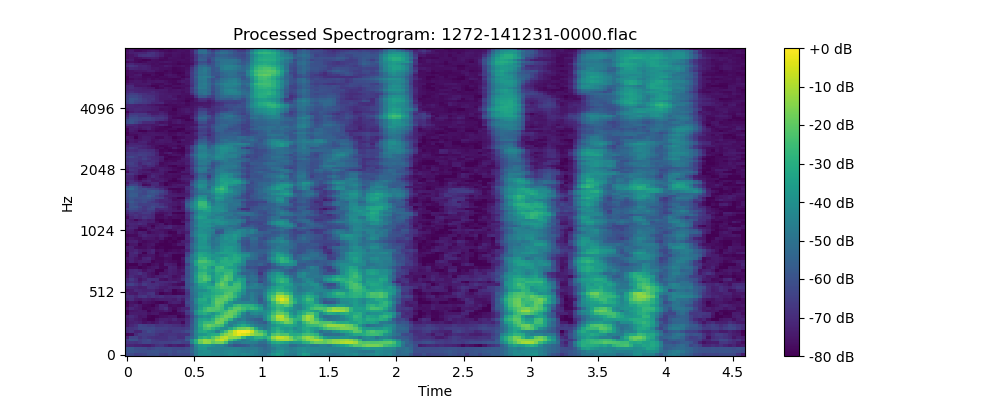 Processed Spectrogram: 1272-141231-0000.flac
Hz
4096
2048
1024
512
0
0 0.5 1 1.5 2 2.5 3 3.5 4 4.5
Time
+0 dB
-10 dB
-20 dB
-30 dB
-40 dB
-50 dB
-60 dB
-70 dB
-80 dB